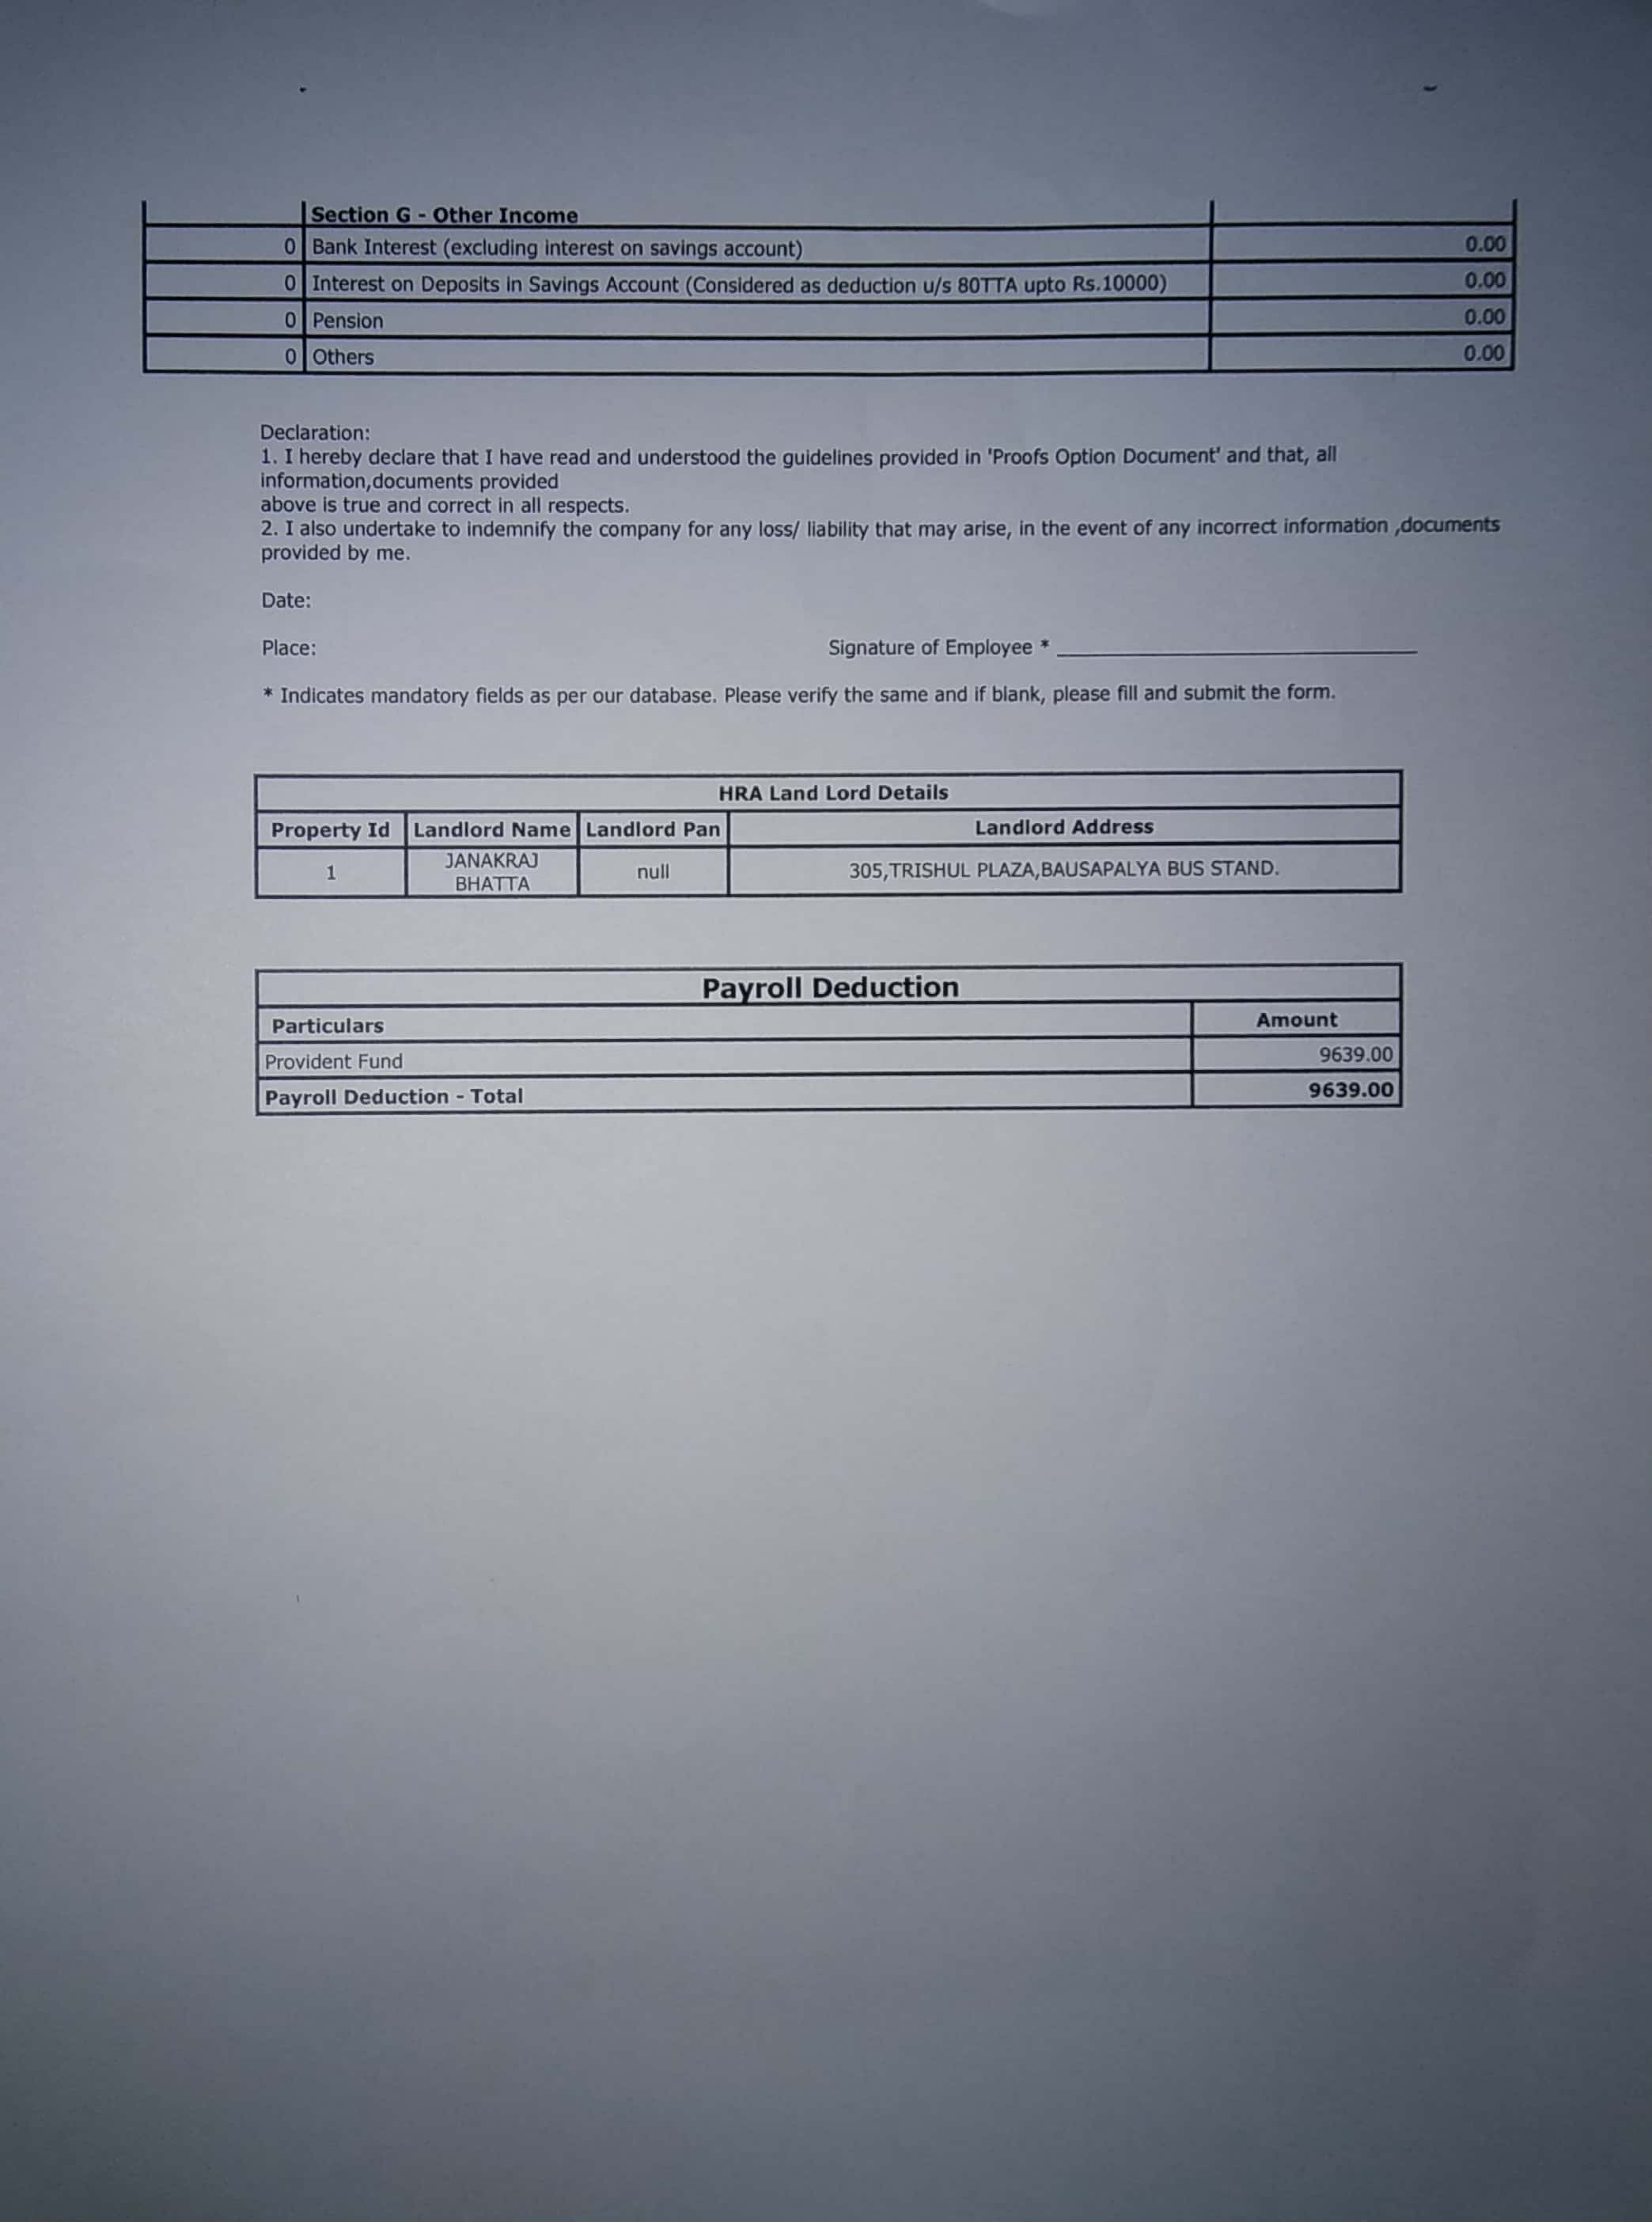 Section G - Other Income
0 Bank Interest (excluding interest on savings account) 0.00
0 Interest on Deposits in Savings Account (Considered as deduction u/s 80TTA upto Rs.10000) 0.00
0 Pension 0.00
0 Others 0.00
Declaration:
1. I hereby declare that I have read and understood the guidelines provided in 'Proofs Option Document' and that, all
information,documents provided
above is true and correct in all respects.
2. I also undertake to indemnify the company for any loss/ liability that may arise, in the event of any incorrect information ,documents
provided by me.
Date:
Place: Signature of Employee *
* Indicates mandatory fields as per our database. Please verify the same and if blank, please fill and submit the form.
HRA Land Lord Details
Property Id Landlord Name Landlord Pan Landlord Address
1 JANAKRAJ BHATTA null 305,TRISHUL PLAZA,BAUSAPALYA BUS STAND.
Payroll Deduction
Particulars Amount
Provident Fund 9639.00
Payroll Deduction - Total 9639.00